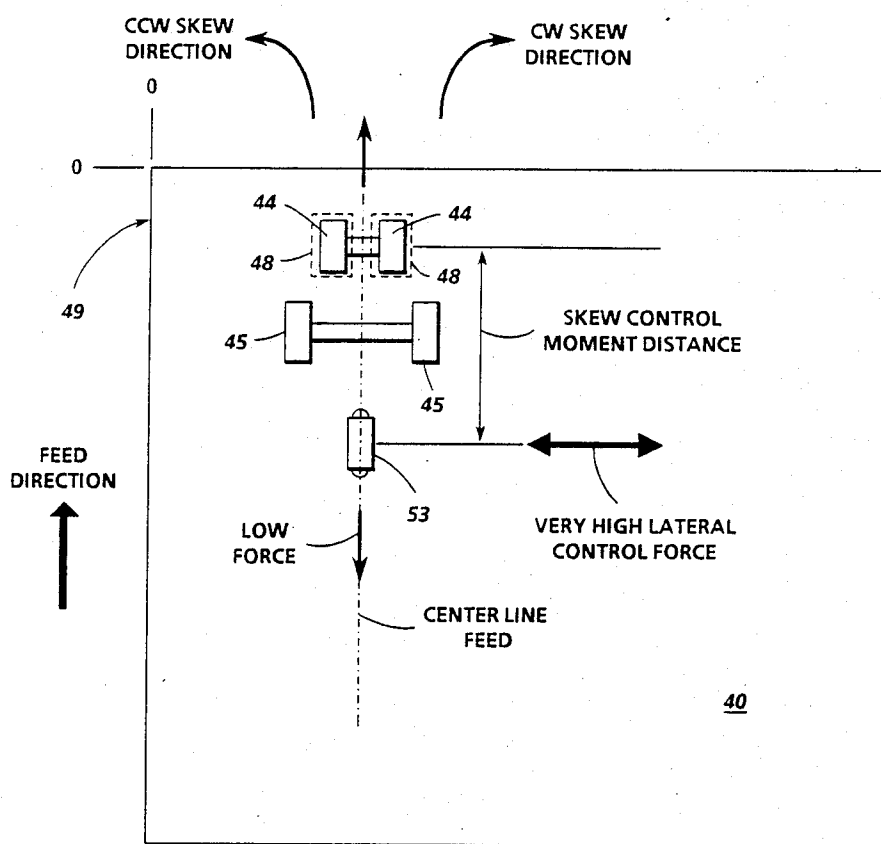 CCW SKEW
DIRECTION
CW SKEW
DIRECTION
0
0
44
44
48
48
49
45
45
SKEW CONTROL
MOMENT DISTANCE
FEED
DIRECTION
53
LOW
FORCE
VERY HIGH LATERAL
CONTROL FORCE
CENTER LINE
FEED
40